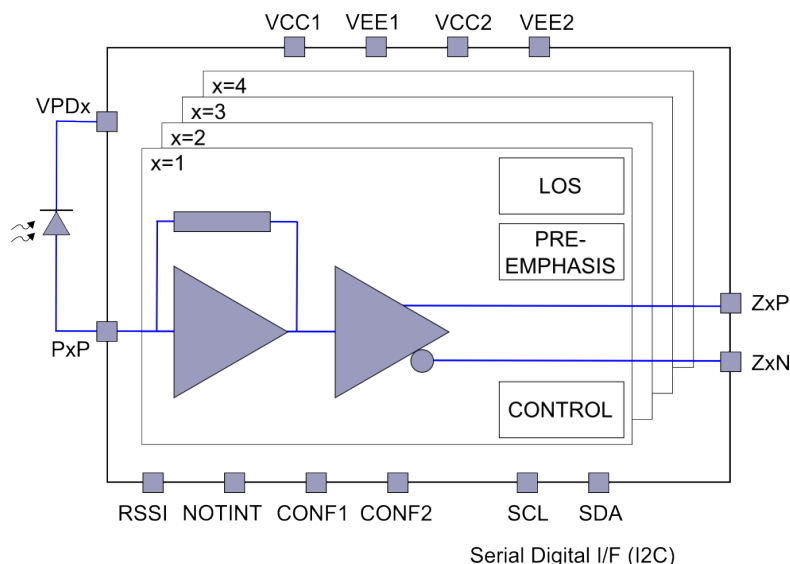 VCC1 VEE1 VCC2 VEE2
VPDx
x=4
x=3
x=2
x=1
LOS
PRE-
EMPHASIS
ZxP
PxP
ZxN
CONTROL
RSSI NOTINT CONF1 CONF2 SCL SDA
Serial Digital I/F (I2C)